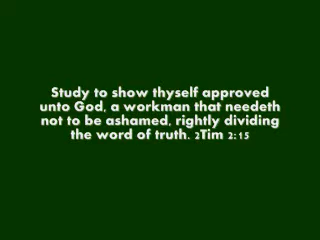 Study to show thyself approved
unto God, a workman that needeth
not to be ashamed, rightly dividing
the word of truth. 2Tim 2:15